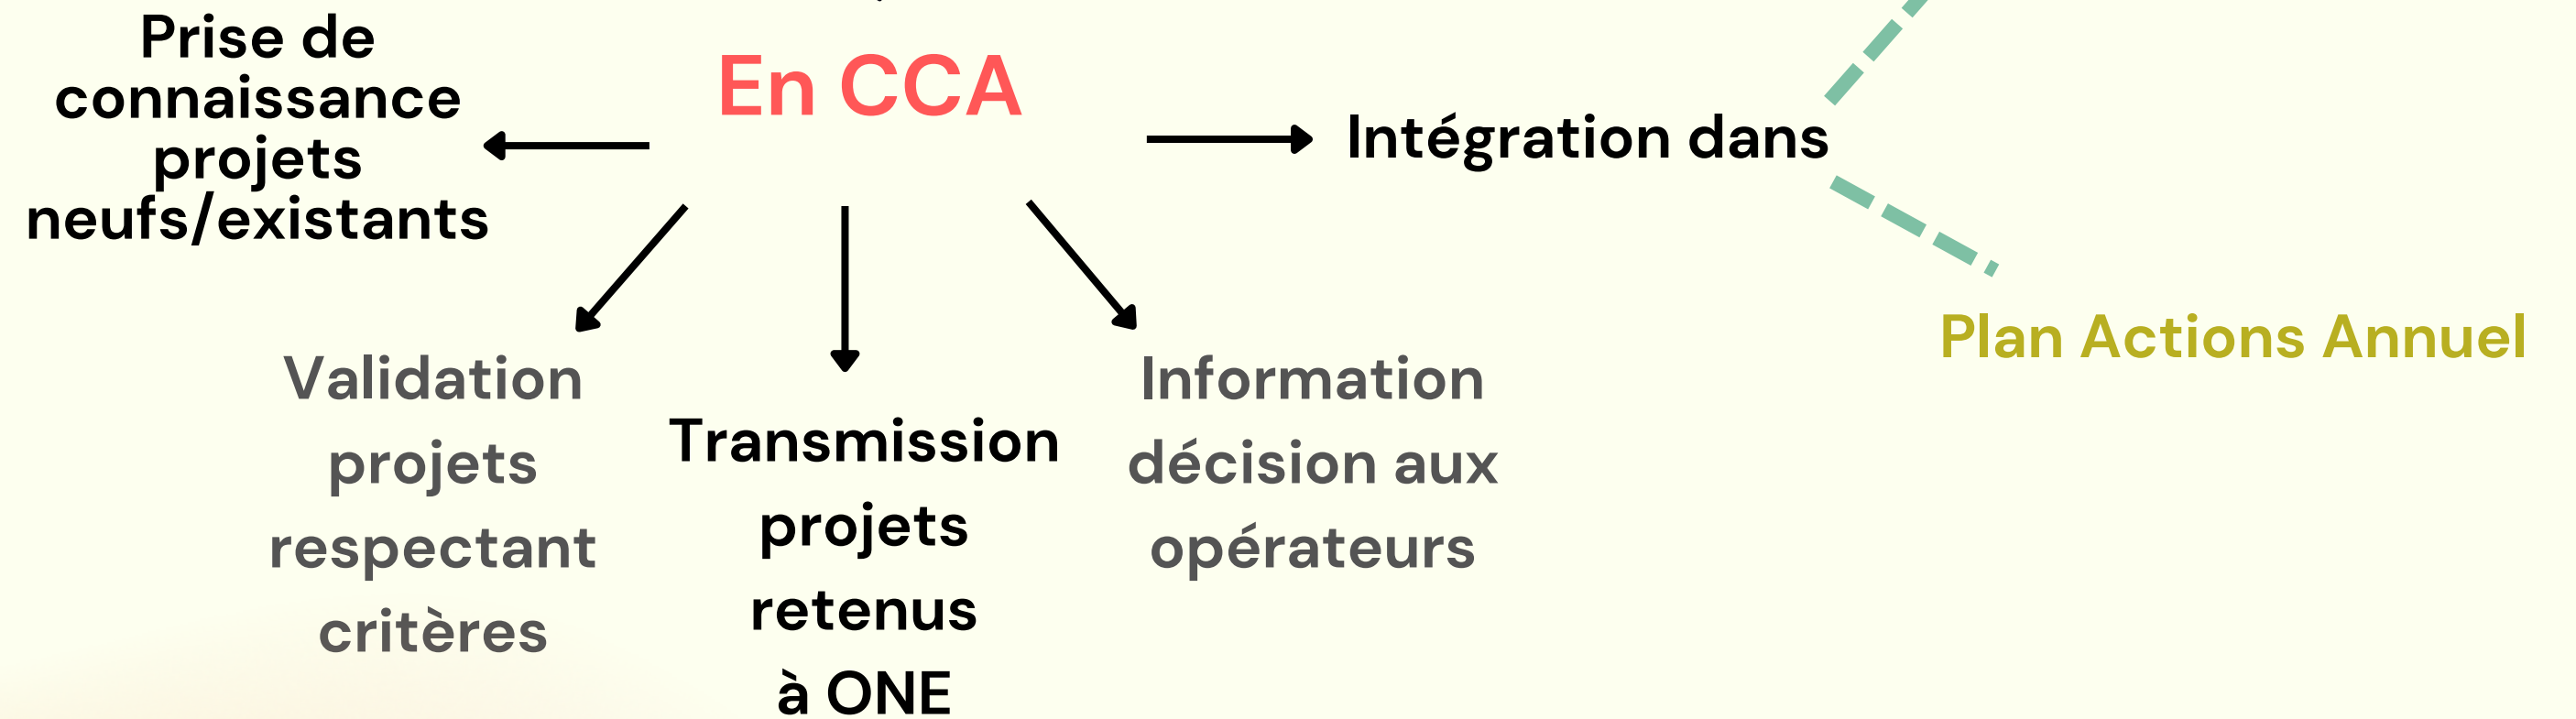 Prise de
connaissance
projets
neufs/existants
En CCA
Intégration dans
Plan Actions Annuel
Validation
projets
respectant
critères
Transmission
projets
retenus
à ONE
Information
décision aux
opérateurs